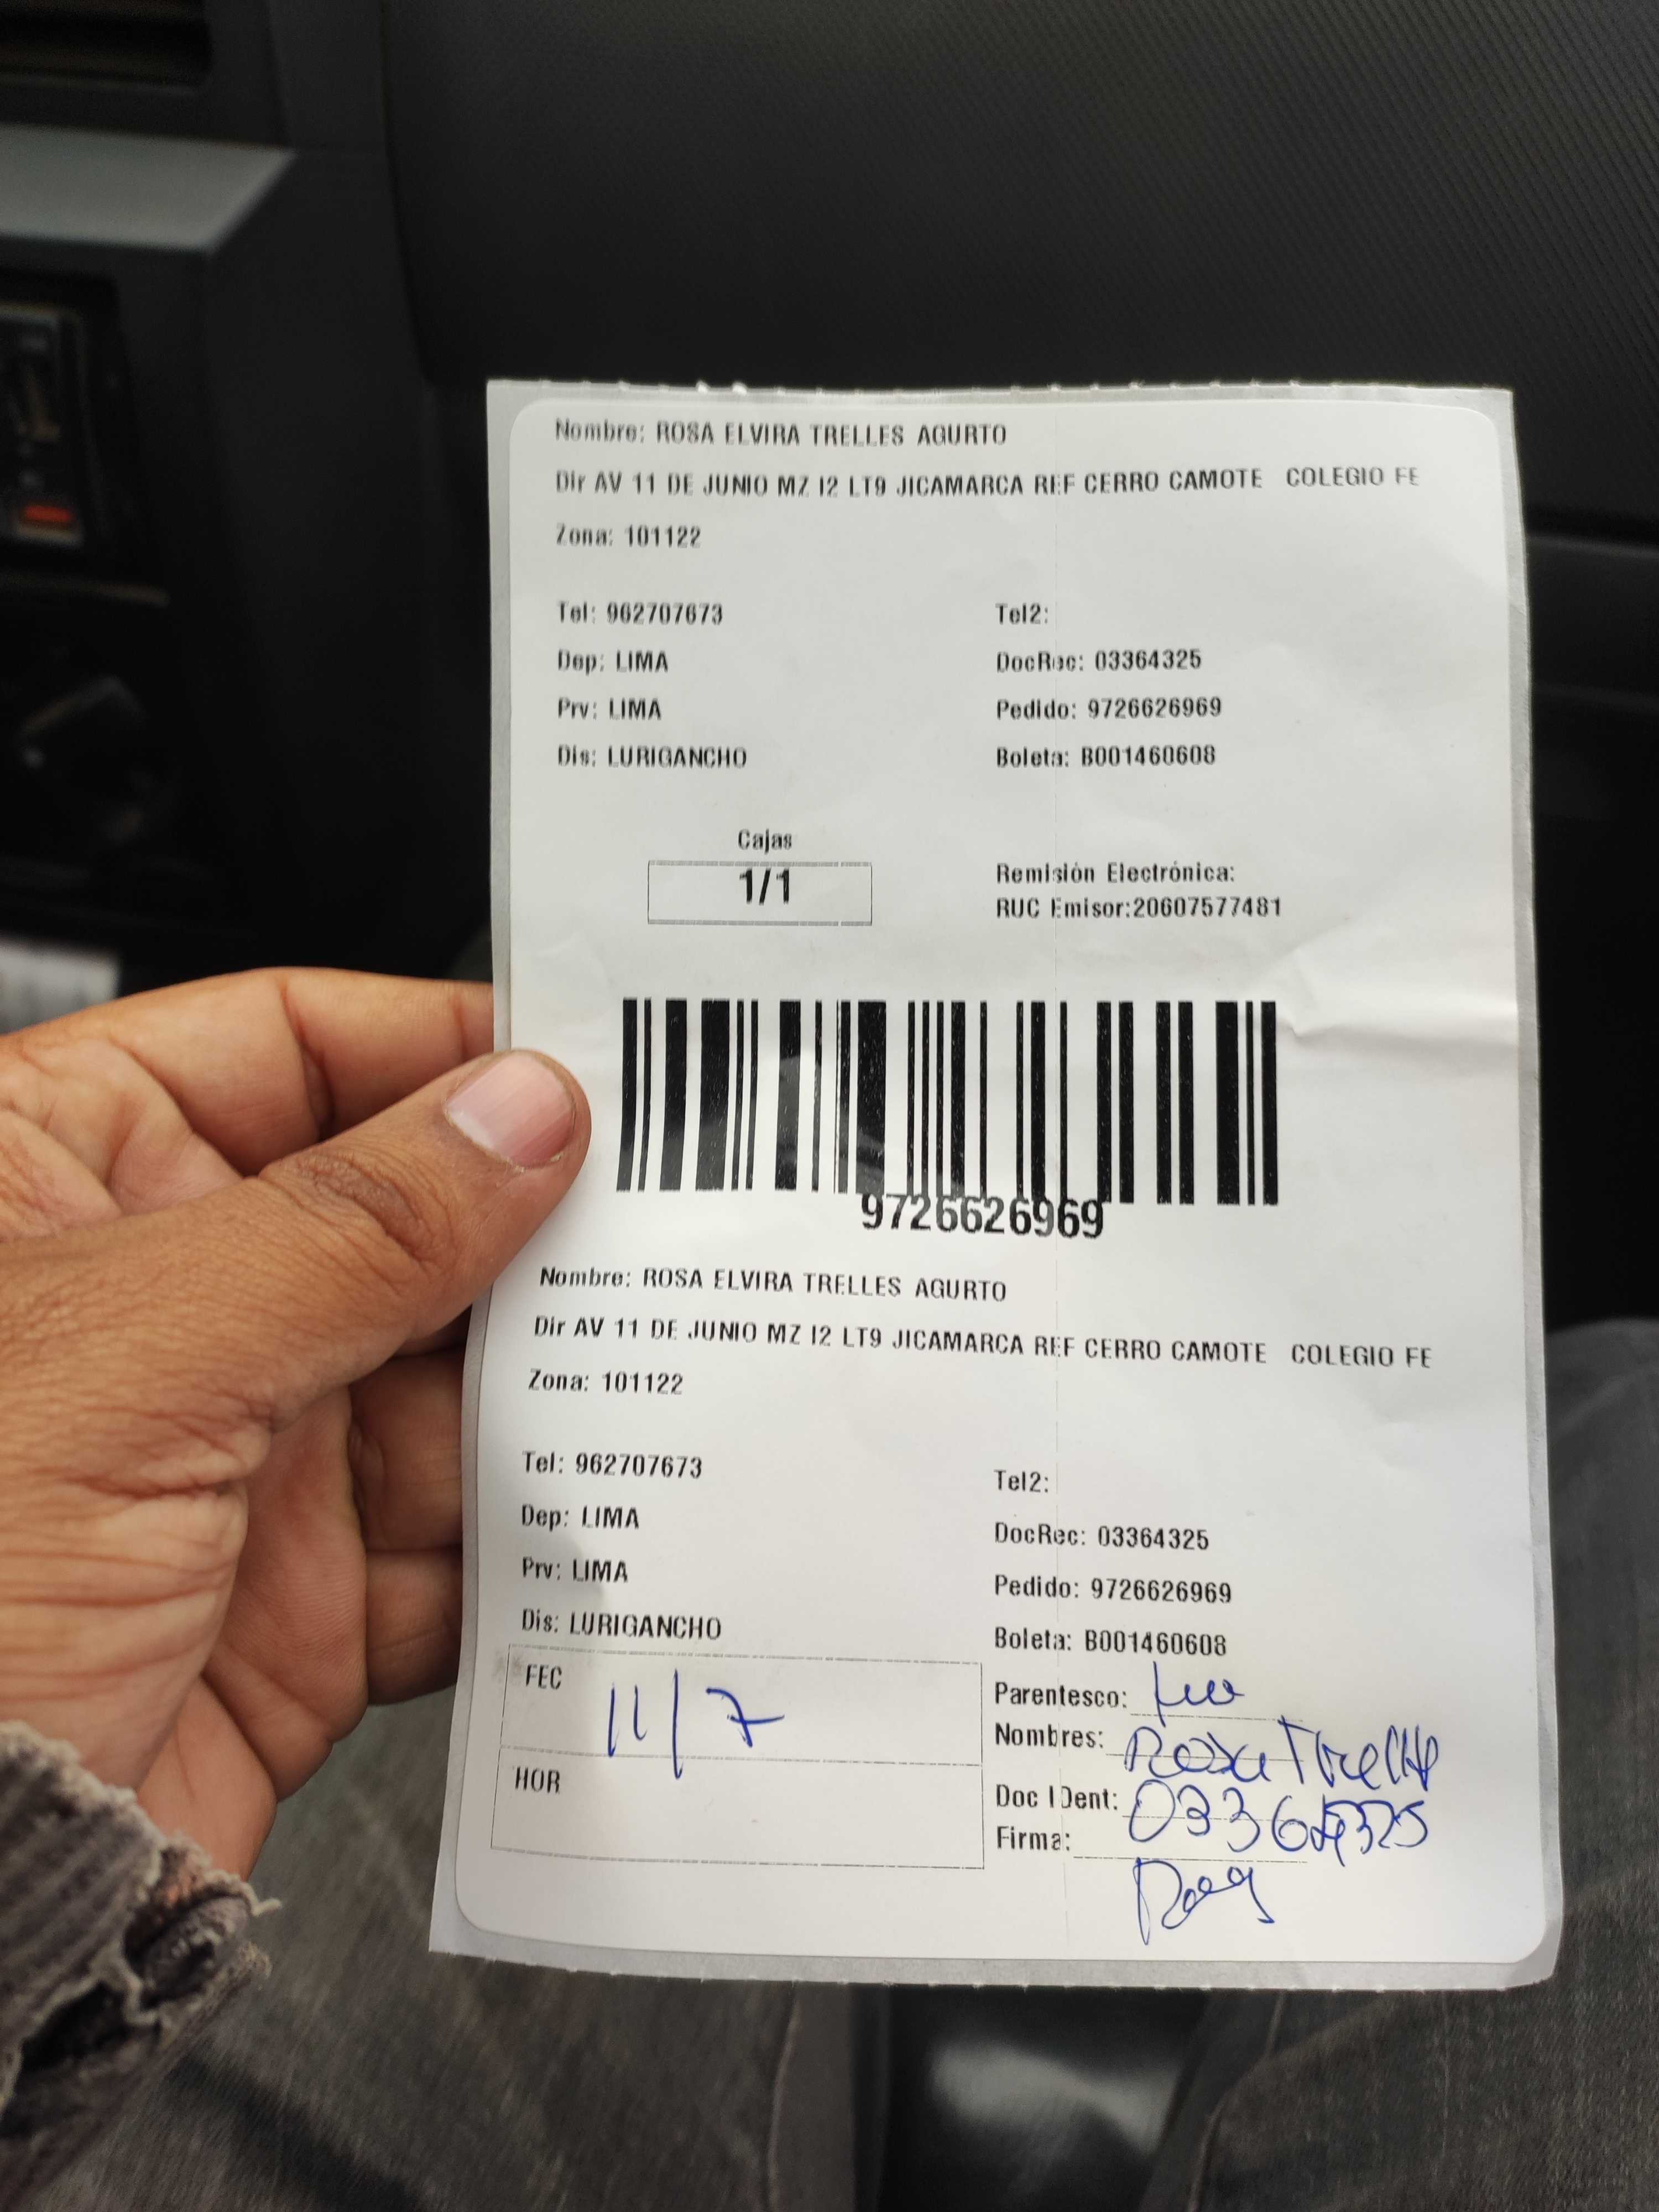 Nombre: ROSA ELVIRA TRELLES AGURTO
Dir AV 11 DE JUNIO MZ I2 LT9 JICAMARCA REF CERRO CAMOTE COLEGIO FE
Zona: 101122
Tel: 962707673 Tel2:
Dep: LIMA DocRec: 03364325
Prv: LIMA Pedido: 9726626969
Dis: LURIGANCHO Boleta: B001460608
Cajas
1/1
Remisión Electrónica:
RUC Emisor:20607577481
9726626969
Nombre: ROSA ELVIRA TRELLES AGURTO
Dir AV 11 DE JUNIO MZ I2 LT9 JICAMARCA REF CERRO CAMOTE COLEGIO FE
Zona: 101122
Tel: 962707673 Tel2:
Dep: LIMA DocRec: 03364325
Prv: LIMA Pedido: 9726626969
Dis: LURIGANCHO Boleta: B001460608
FEC 11/7
HOR
Parentesco:
Nombres: Rosa
Doc IDent:
Firma: